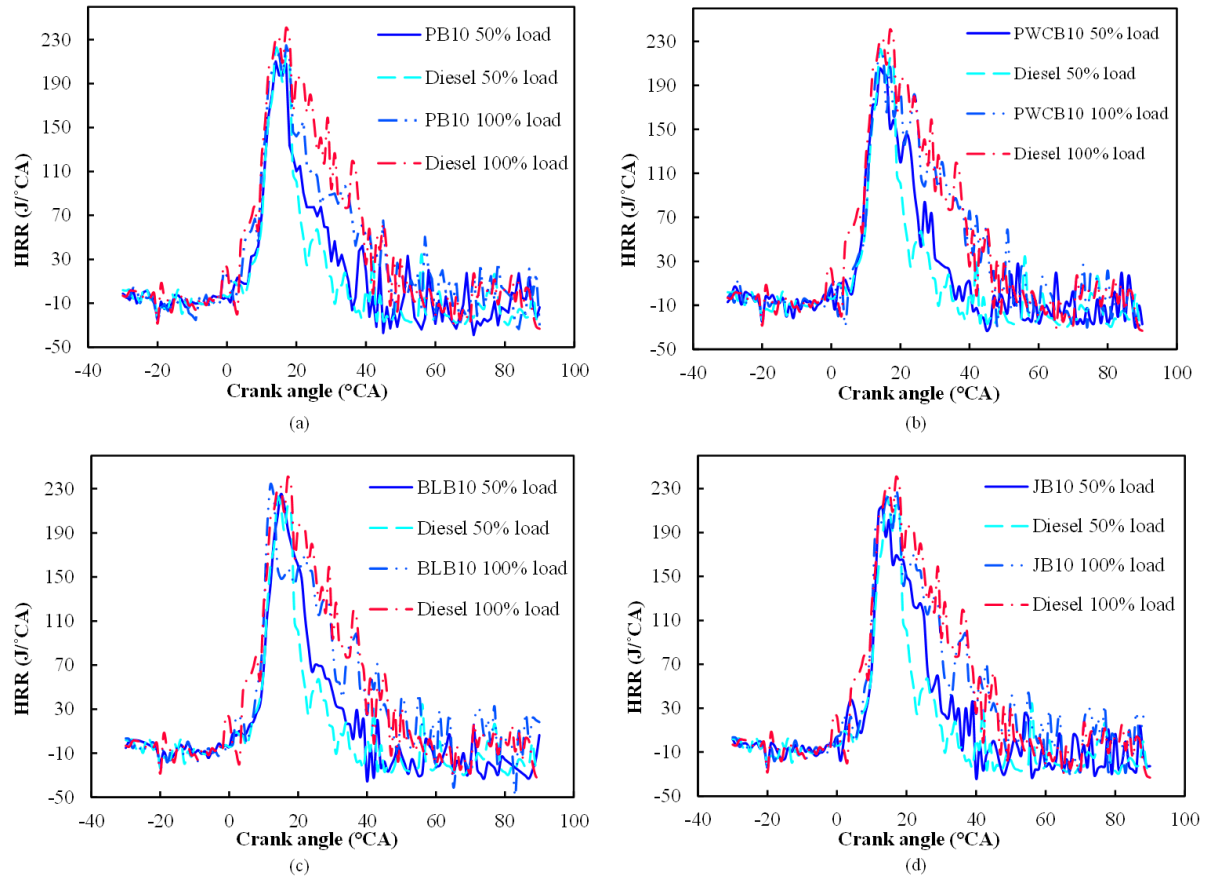 230
190
150
110
70
30
-10
-50
HRR (J/°CA)
PB10 50% load
Diesel 50% load
PB10 100% load
Diesel 100% load
-40 -20 0 20 40 60 80 100
Crank angle (°CA)
(a)
230
190
150
110
70
30
-10
-50
HRR (J/°CA)
PWCB10 50% load
Diesel 50% load
PWCB10 100% load
Diesel 100% load
-40 -20 0 20 40 60 80 100
Crank angle (°CA)
(b)
230
190
150
110
70
30
-10
-50
HRR (J/°CA)
BLB10 50% load
Diesel 50% load
BLB10 100% load
Diesel 100% load
-40 -20 0 20 40 60 80 100
Crank angle (°CA)
(c)
230
190
150
110
70
30
-10
-50
HRR (J/°CA)
JB10 50% load
Diesel 50% load
JB10 100% load
Diesel 100% load
-40 -20 0 20 40 60 80 100
Crank angle (°CA)
(d)